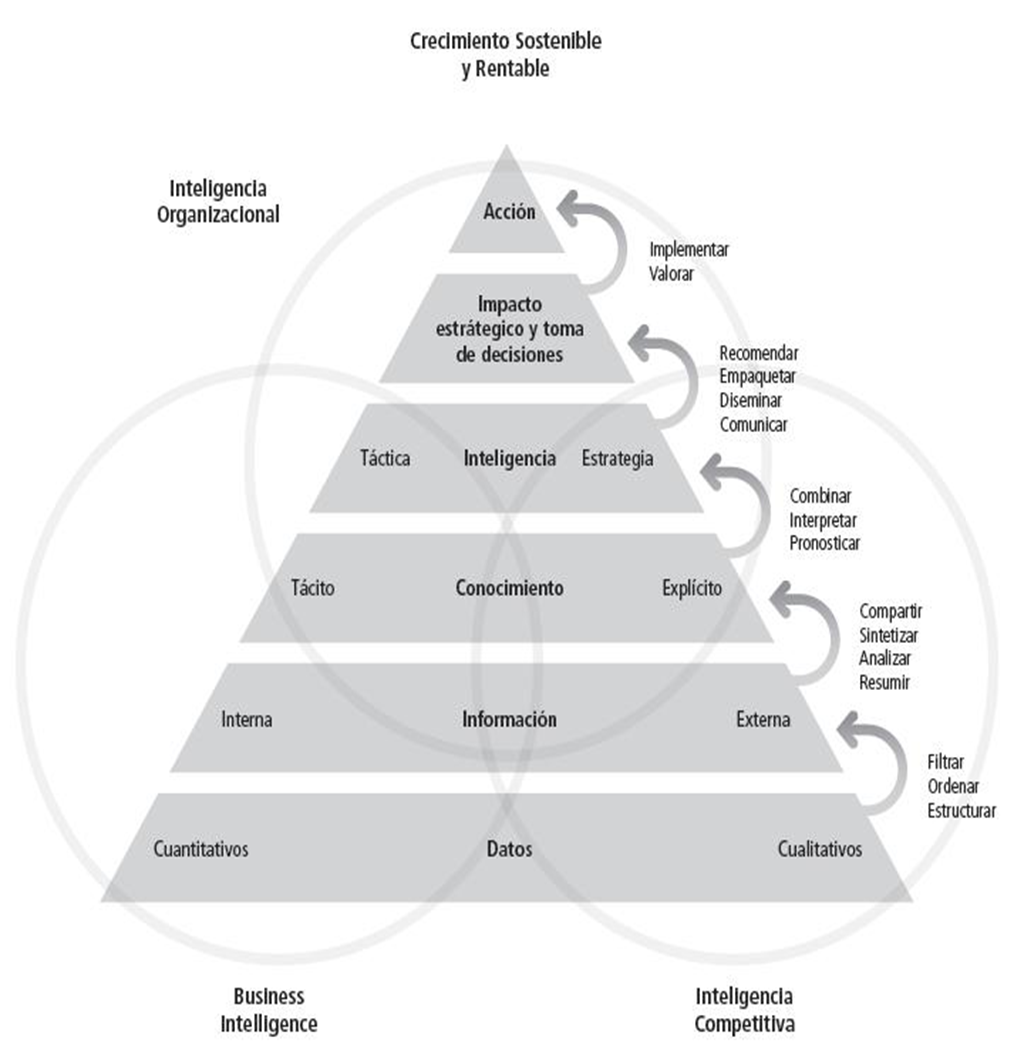 Crecimiento Sostenible
y Rentable
Inteligencia
Organizacional
Acción
Implementar
Valorar
Impacto
estrátegico y toma
de decisiones
Recomendar
Empaquetar
Diseminar
Comunicar
Táctica Inteligencia Estrategia
Combinar
Interpretar
Pronosticar
Tácito Conocimiento Explícito
Compartir
Sintetizar
Analizar
Resumir
Interna Información Externa
Filtrar
Ordenar
Estructurar
Cuantitativos Datos Cualitativos
Business
Intelligence
Inteligencia
Competitiva